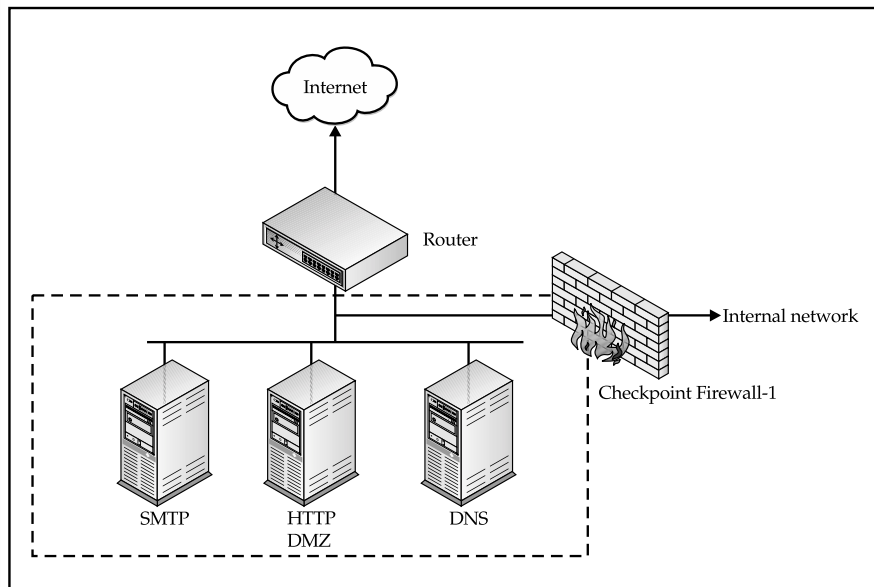 Internet
Router
Internal network
Checkpoint Firewall-1
SMTP
HTTP
DMZ
DNS